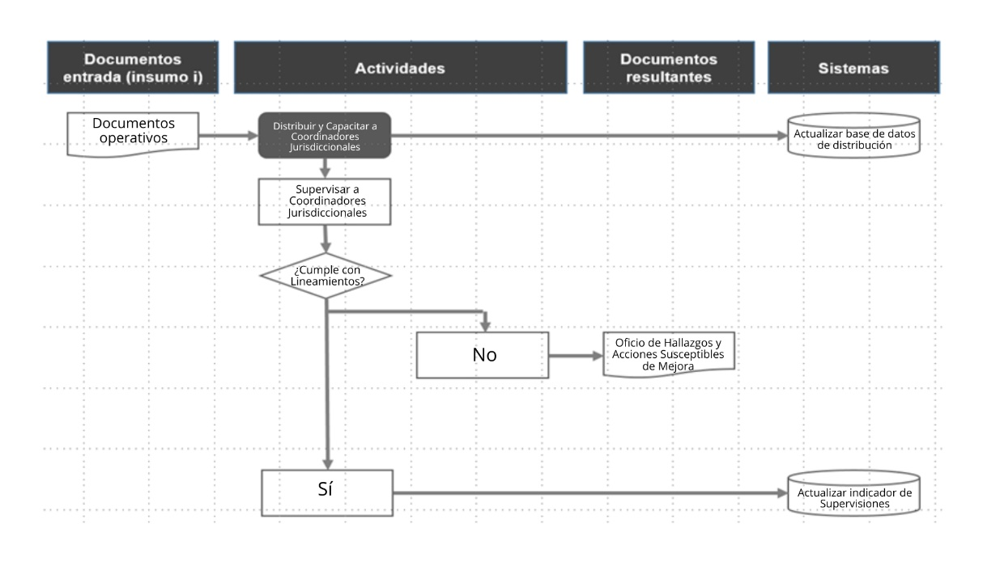 Documentos
entrada (insumo i)
Actividades
Documentos
resultantes
Sistemas
Documentos
operativos
Distribuir y Capacitar a
Coordinadores
Jurisdiccionales
Actualizar base de datos
de distribución
Supervisar a
Coordinadores
Jurisdiccionales
¿Cumple con
Lineamientos?
No
Oficio de Hallazgos y
Acciones Susceptibles
de Mejora
Sí
Actualizar indicador de
Supervisiones